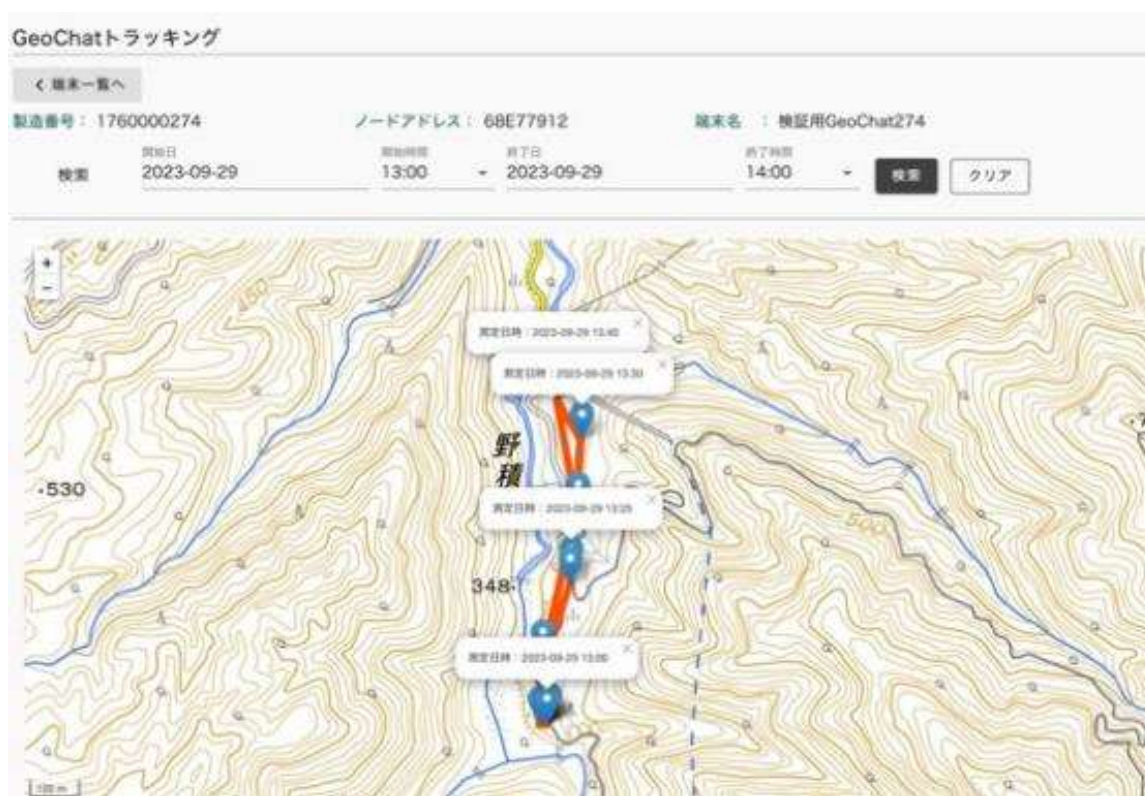 GeoChatトラッキング
く 端末一覧へ
製造番号： 1760000274 ノードアドレス： 68E77912 端末名 ： 検証用GeoChat274
開始日 開始時間 終了日 終了時間
検索 2023-09-29 13:00 2023-09-29 14:00 検索 クリア
+
−
測定日時：2023-09-29 13:40
測定日時：2023-09-29 13:30
野積
530
測定日時：2023-09-29 13:25
500
348
測定日時：2023-09-29 13:00
100 m